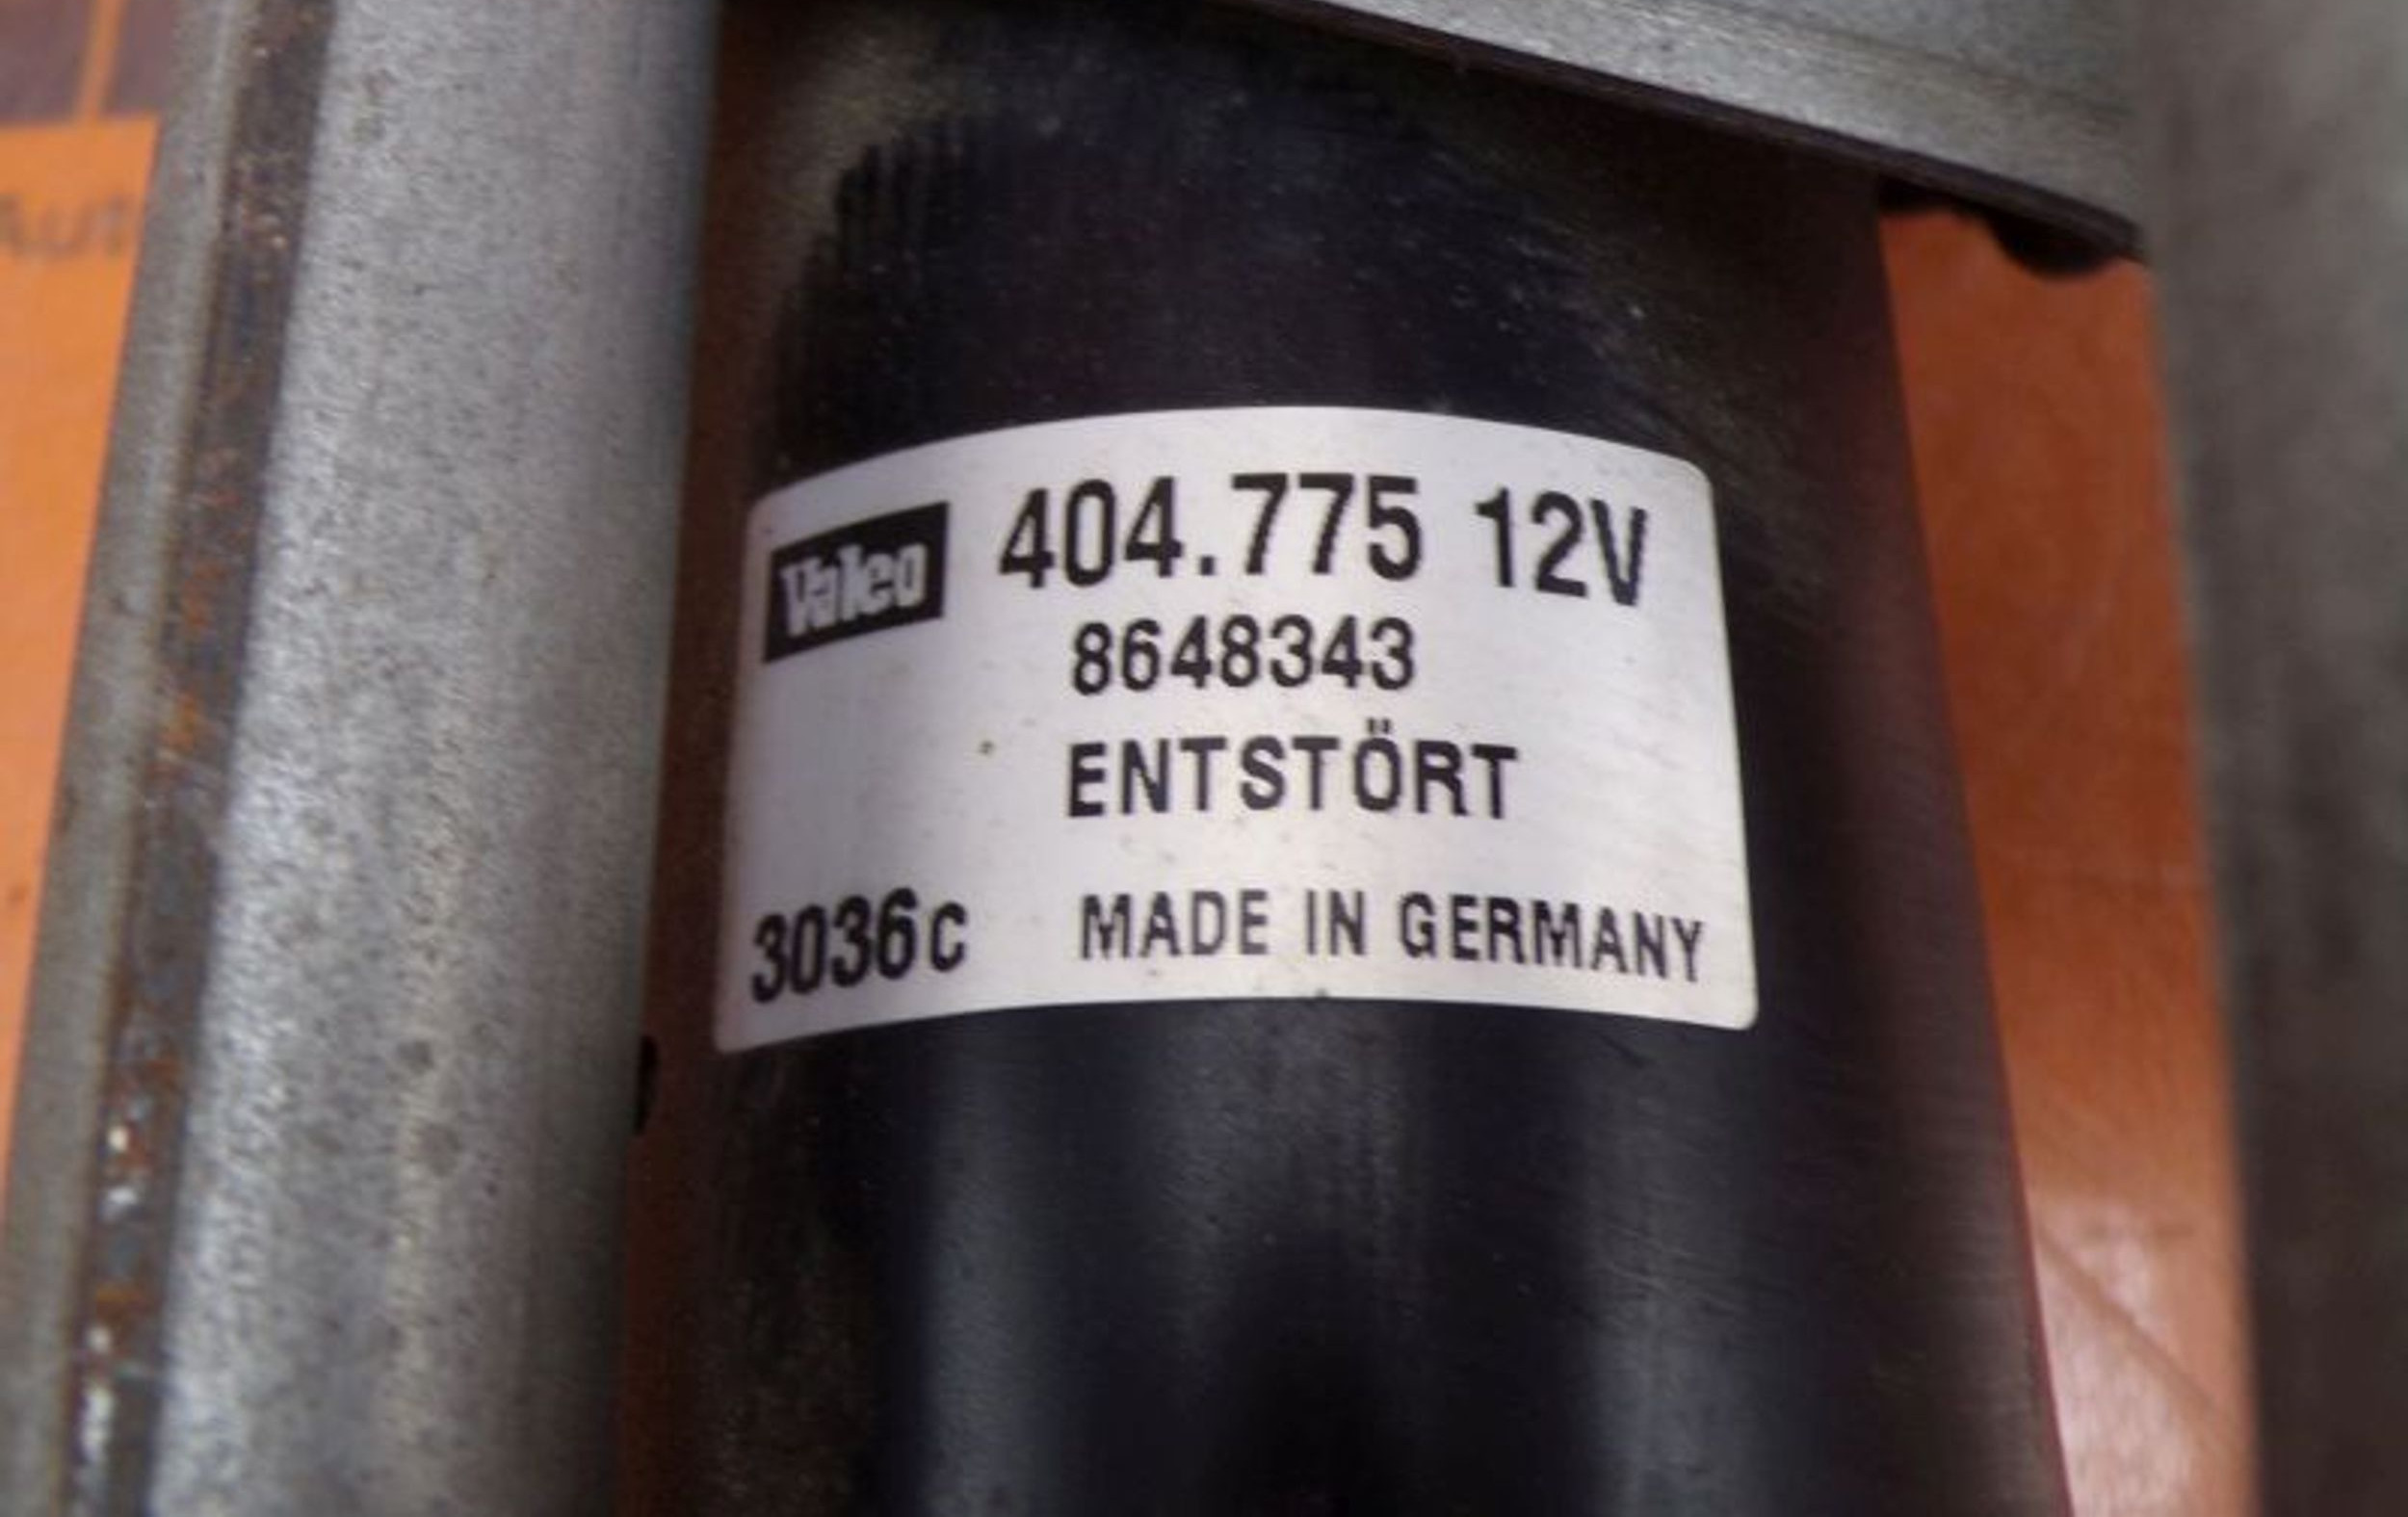 Valeo 404.775 12V
8648343
ENTSTÖRT
3036c MADE IN GERMANY